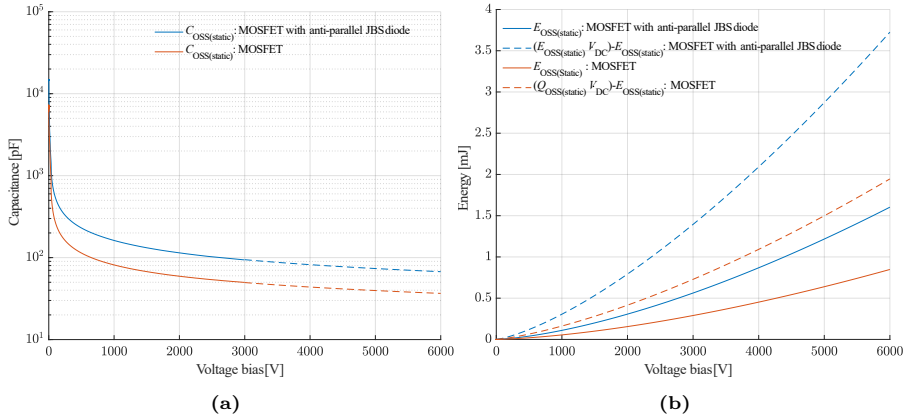 10^5
10^4
10^3
10^2
10^1
Capacitance [pF]
C_OSS(static): MOSFET with anti-parallel JBS diode
C_OSS(static): MOSFET
0 1000 2000 3000 4000 5000 6000
Voltage bias [V]
(a)
4
3.5
3
2.5
2
1.5
1
0.5
0
Energy [mJ]
E_OSS(static): MOSFET with anti-parallel JBS diode
(E_OSS(static) V_DC)-E_OSS(static): MOSFET with anti-parallel JBS diode
E_OSS(Static): MOSFET
(Q_OSS(static) V_DC)-E_OSS(static): MOSFET
0 1000 2000 3000 4000 5000 6000
Voltage bias [V]
(b)